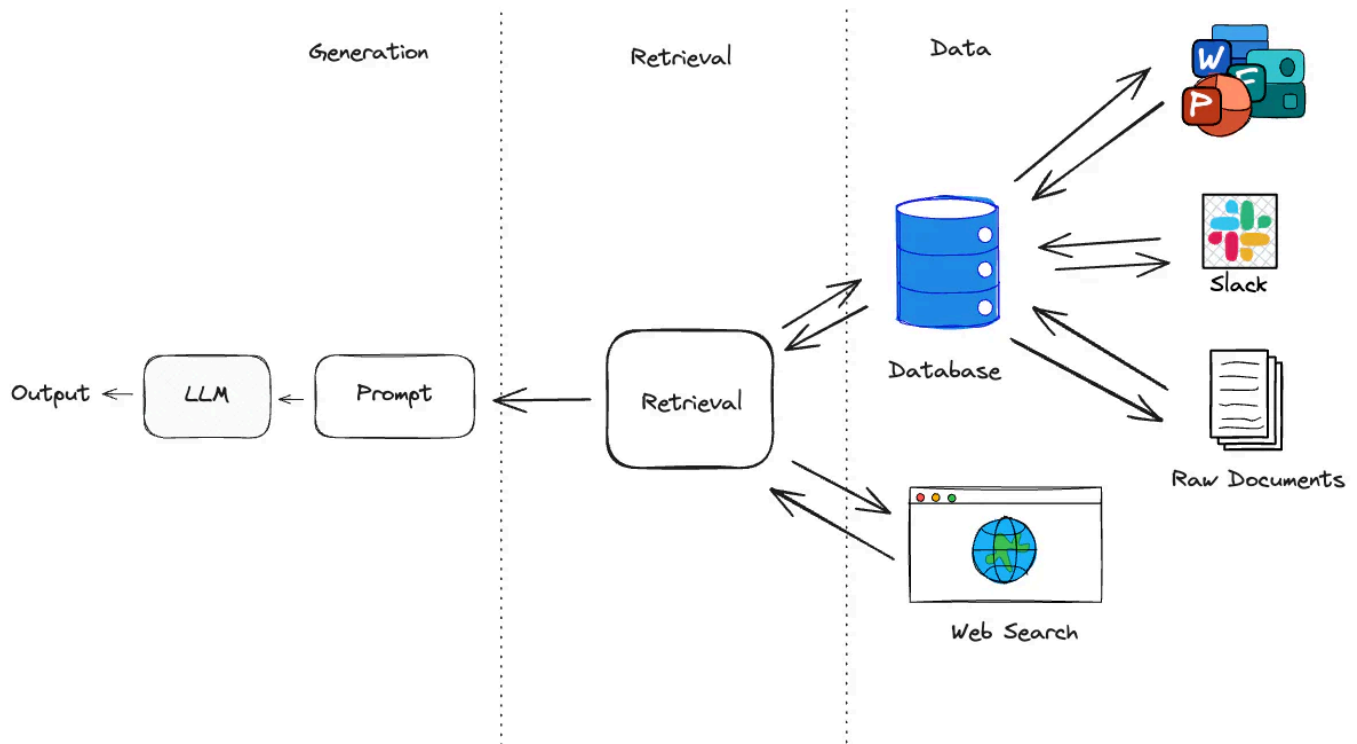 Generation
Retrieval
Data
W
F
P
Slack
Database
Output
LLM
Prompt
Retrieval
Raw Documents
Web Search